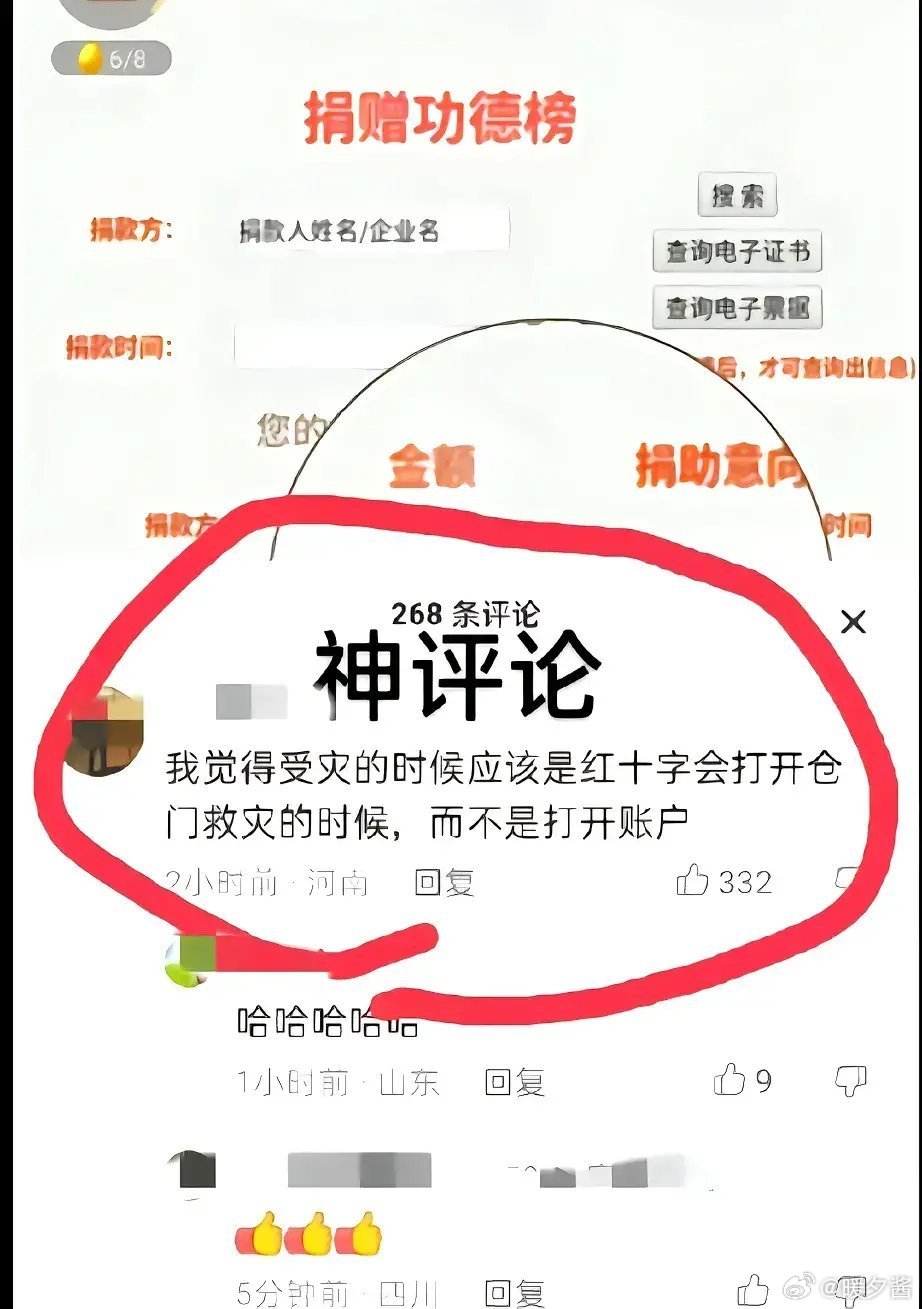 6/8
捐赠功德榜
搜索
捐款方：
捐款人姓名/企业名
查询电子证书
查询电子票据
捐款时间：
后，才可查询出信息)
您的
金额
捐助意向
捐款方
时间
268 条评论
神评论
我觉得受灾的时候应该是红十字会打开仓
门救灾的时候，而不是打开账户
2小时前 · 河南 回复 332
哈哈哈哈哈
1小时前 · 山东 回复 9
👍👍👍
5分钟前 · 四川 回复
@暖夕酱